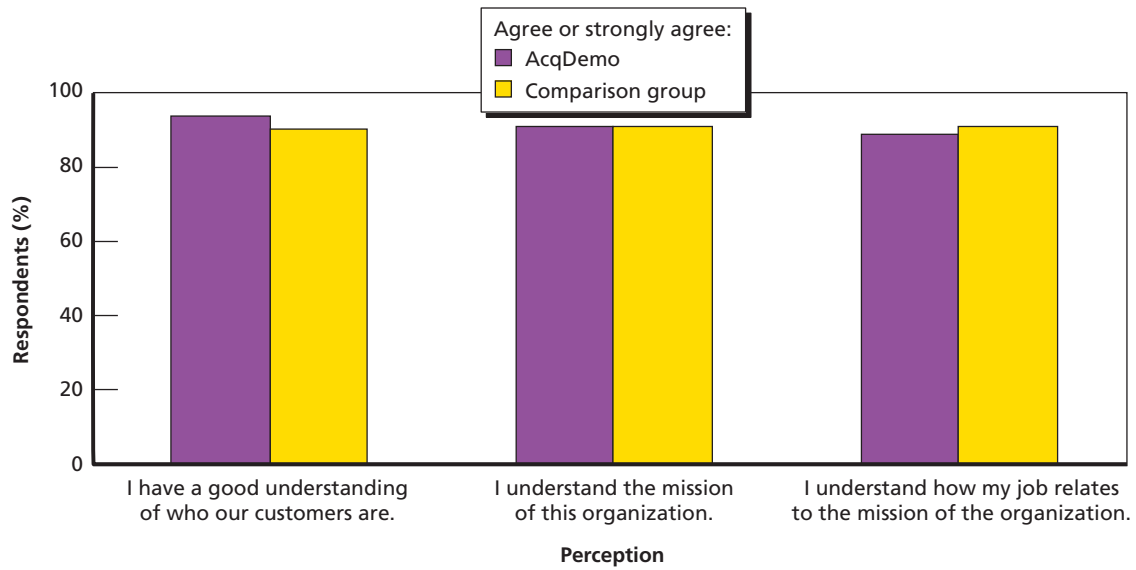 Agree or strongly agree:
AcqDemo
Comparison group
Respondents (%)
100
80
60
40
20
0
I have a good understanding
of who our customers are.
I understand the mission
of this organization.
I understand how my job relates
to the mission of the organization.
Perception